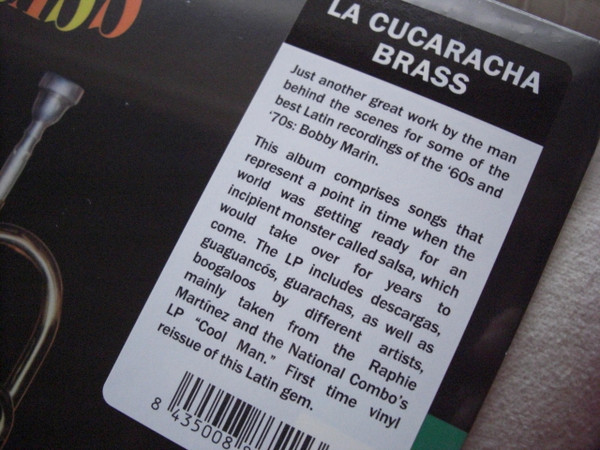 LA CUCARACHA
BRASS
Just another great work by the man
behind the scenes for some of the
best Latin recordings of the '60s and
'70s: Bobby Marin.
This album comprises songs that
represent a point in time when the
world was getting ready for an
incipient monster called salsa, which
would take over for years to
come. The LP includes descargas,
guaguancós, guarachas, as well as
boogaloos by different artists,
mainly taken from the Raphie
Martínez and the National Combo's
LP "Cool Man." First time vinyl
reissue of this Latin gem.
8 435008 8